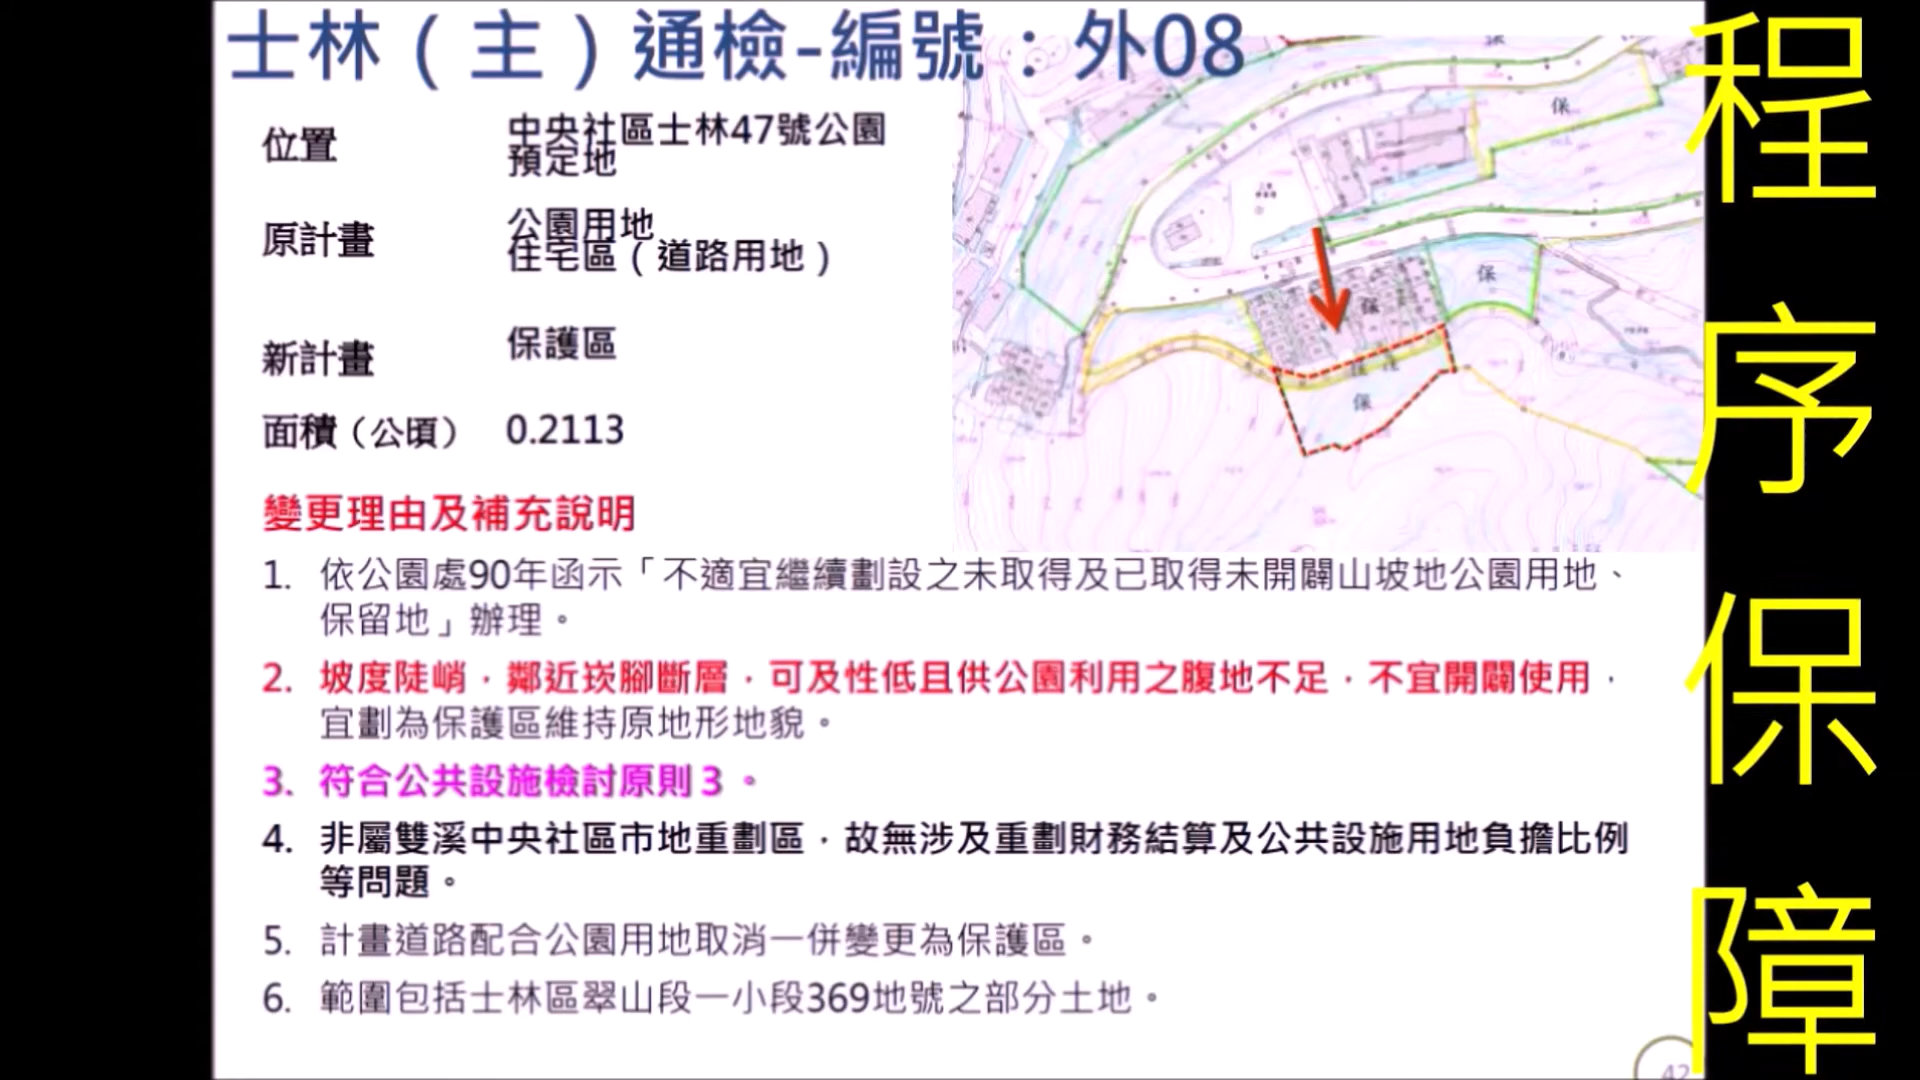 士林（主）通檢-編號：外08
位置
中央社區士林47號公園
預定地
原計畫
公園用地
住宅區（道路用地）
新計畫
保護區
面積（公頃）
0.2113
保
保
保
保
變更理由及補充說明
1. 依公園處90年函示「不適宜繼續劃設之未取得及已取得未開闢山坡地公園用地、
保留地」辦理。
2. 坡度陡峭，鄰近崁腳斷層，可及性低且供公園利用之腹地不足，不宜開闢使用，
宜劃為保護區維持原地形地貌。
3. 符合公共設施檢討原則3。
4. 非屬雙溪中央社區市地重劃區，故無涉及重劃財務結算及公共設施用地負擔比例
等問題。
5. 計畫道路配合公園用地取消一併變更為保護區。
6. 範圍包括士林區翠山段一小段369地號之部分土地。
42
程序保障